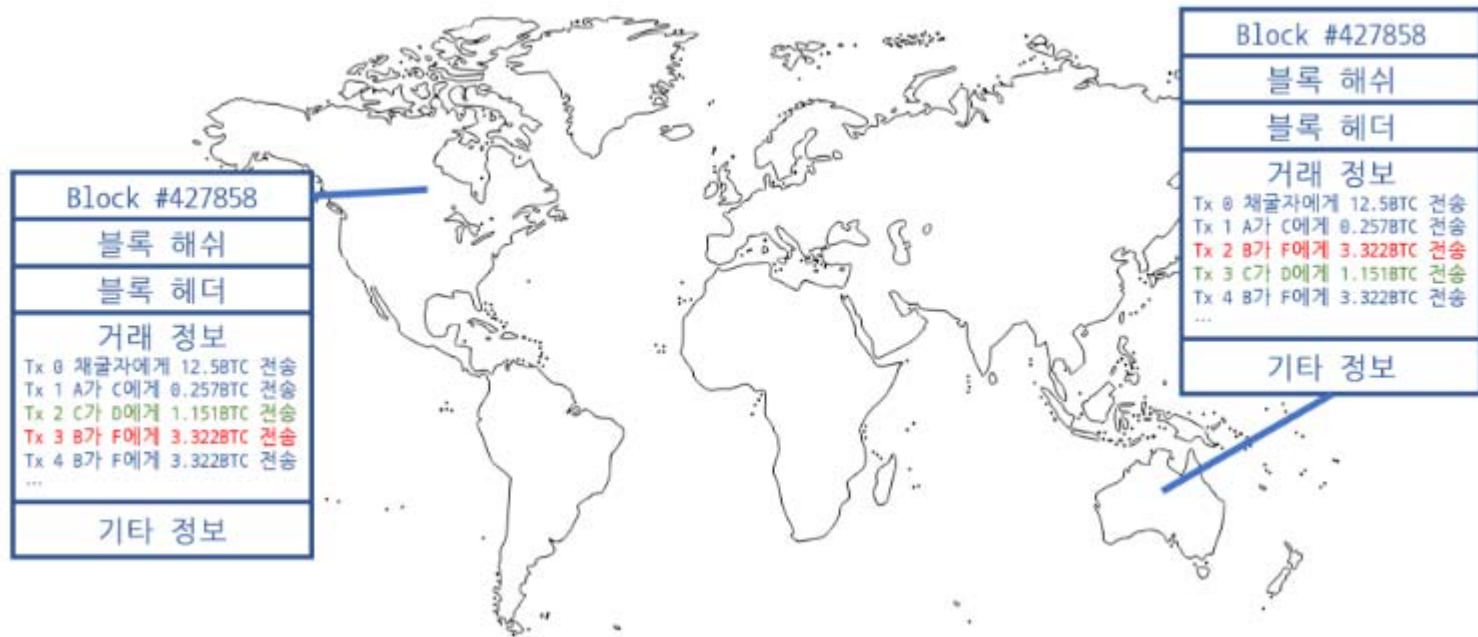 Block #427858
블록 해쉬
블록 헤더
거래 정보
Tx 0 채굴자에게 12.5BTC 전송
Tx 1 A가 C에게 0.257BTC 전송
Tx 2 C가 D에게 1.151BTC 전송
Tx 3 B가 F에게 3.322BTC 전송
Tx 4 B가 F에게 3.322BTC 전송
...
기타 정보
Block #427858
블록 해쉬
블록 헤더
거래 정보
Tx 0 채굴자에게 12.5BTC 전송
Tx 1 A가 C에게 0.257BTC 전송
Tx 2 B가 F에게 3.322BTC 전송
Tx 3 C가 D에게 1.151BTC 전송
Tx 4 B가 F에게 3.322BTC 전송
...
기타 정보